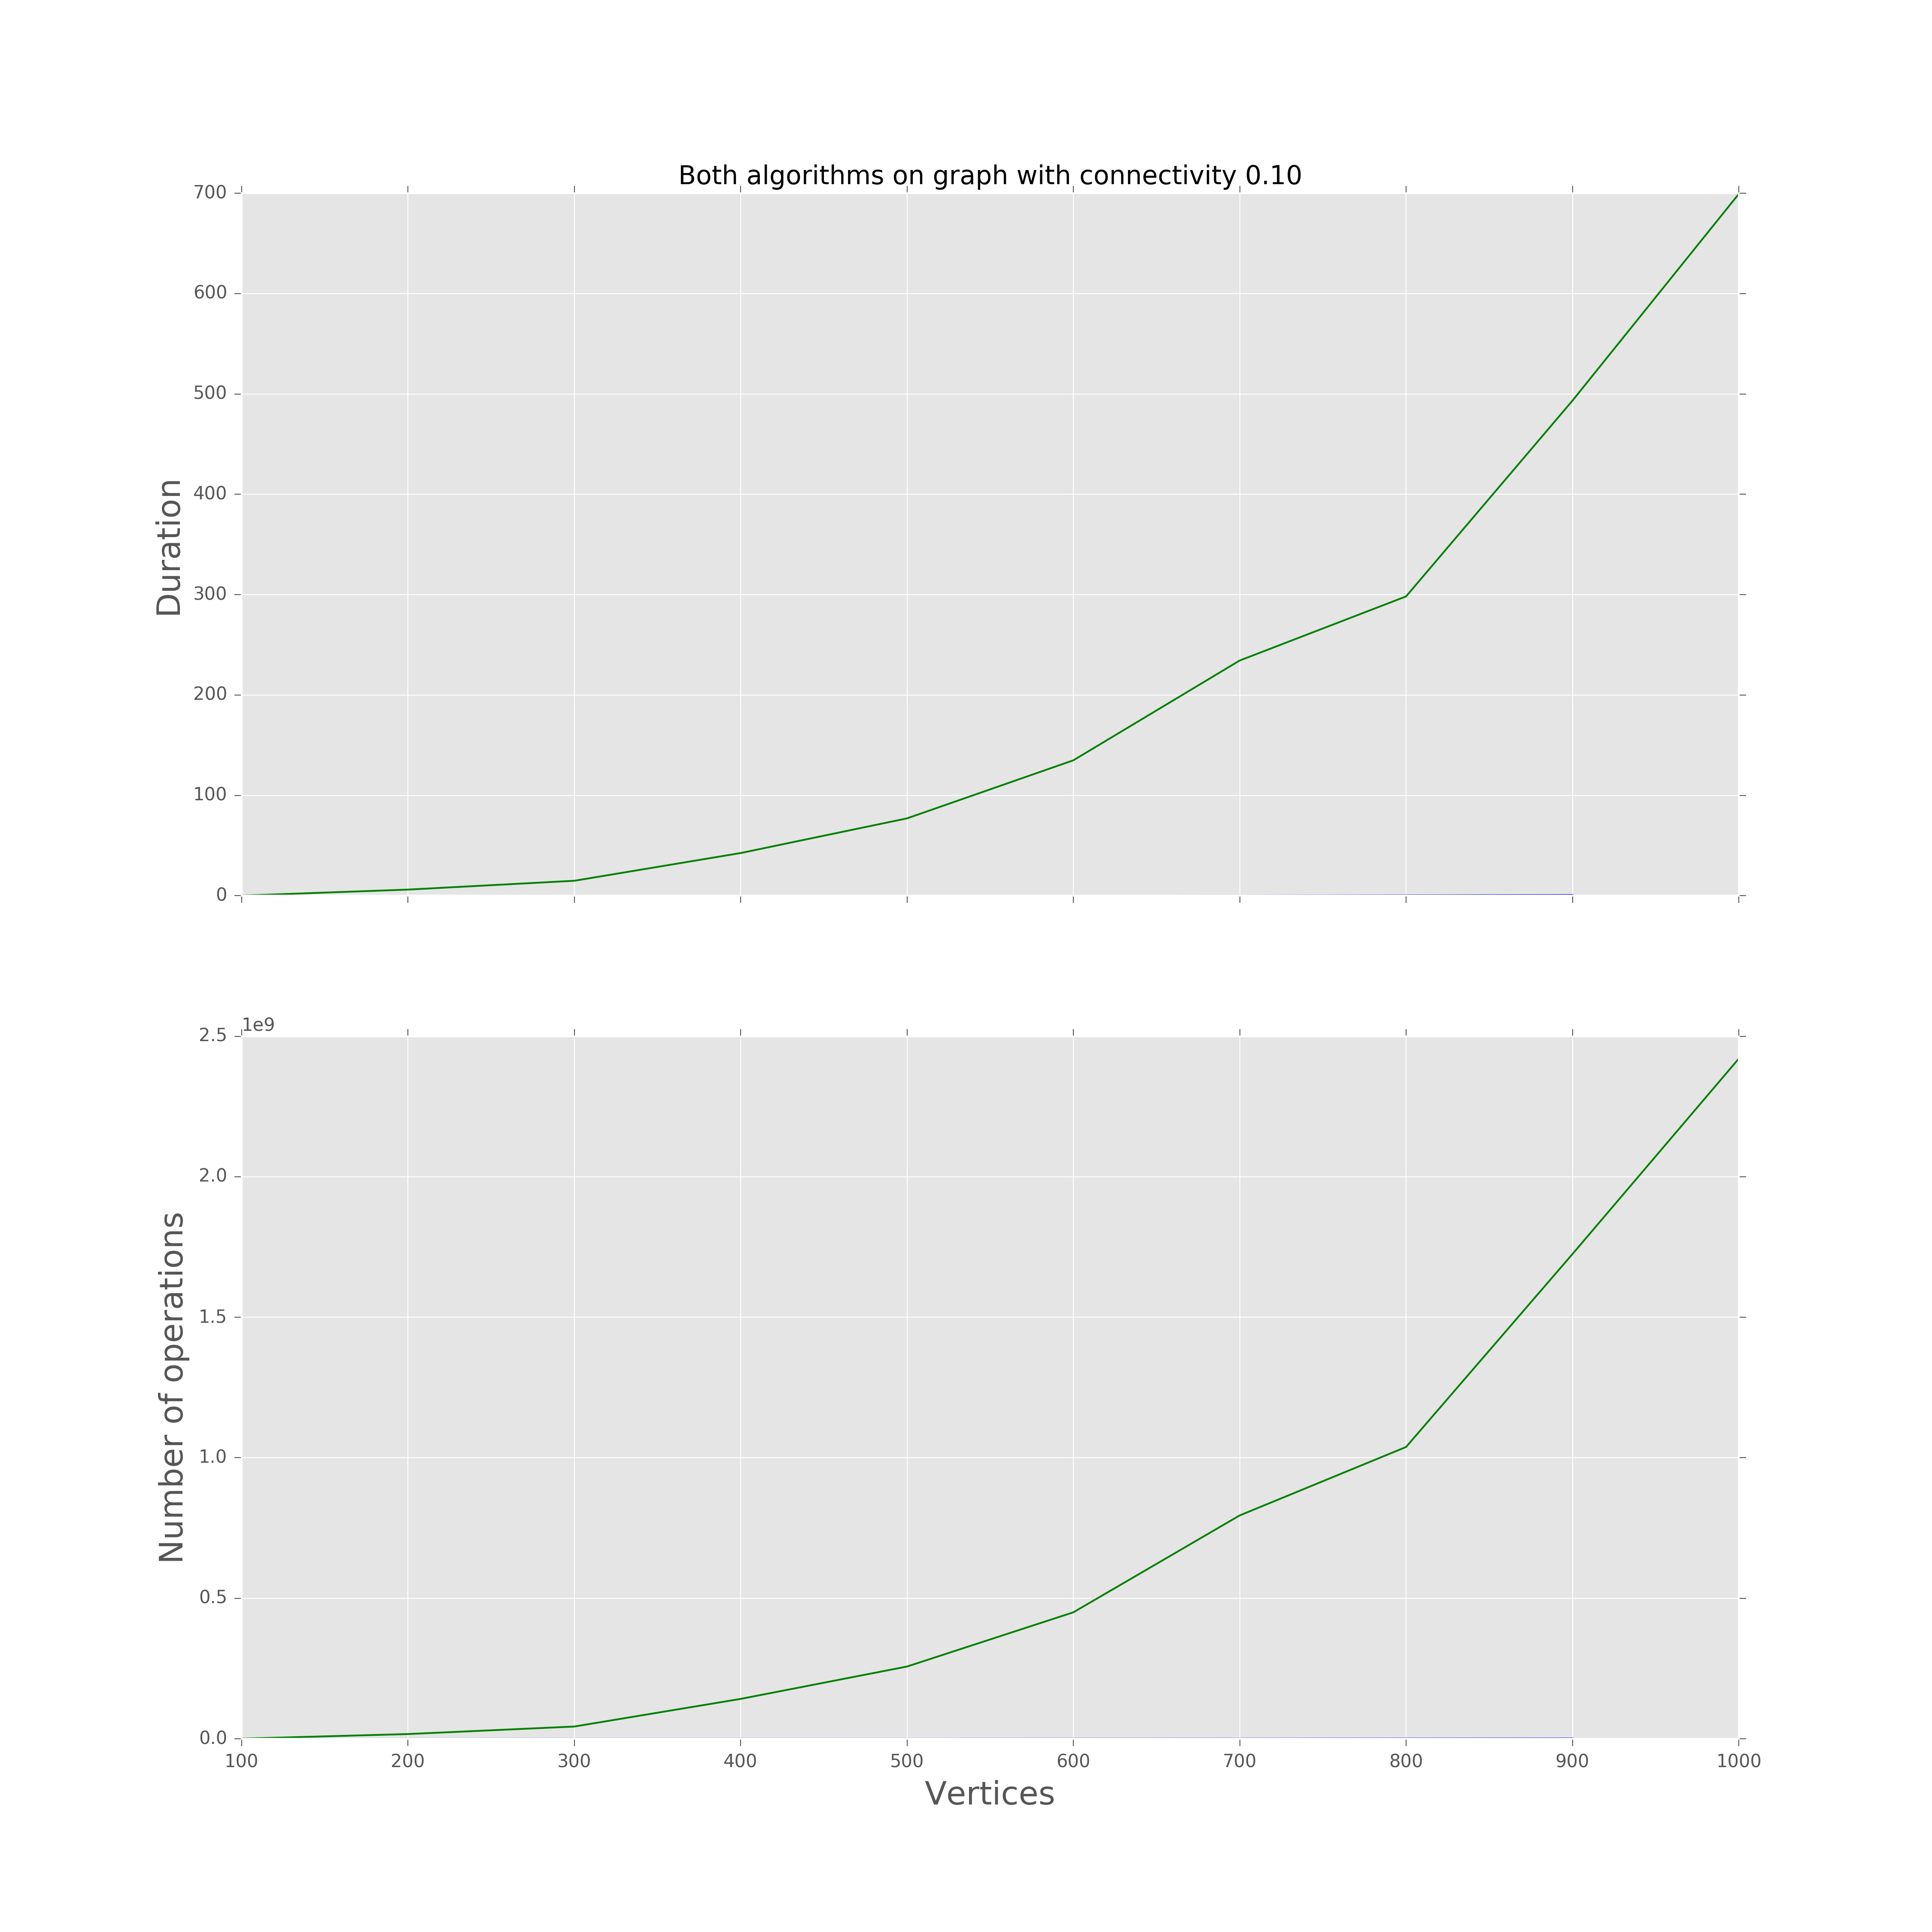 Both algorithms on graph with connectivity 0.10
700
600
500
400
300
200
100
0
Duration
1e9
2.5
2.0
1.5
1.0
0.5
0.0
Number of operations
100 200 300 400 500 600 700 800 900 1000
Vertices